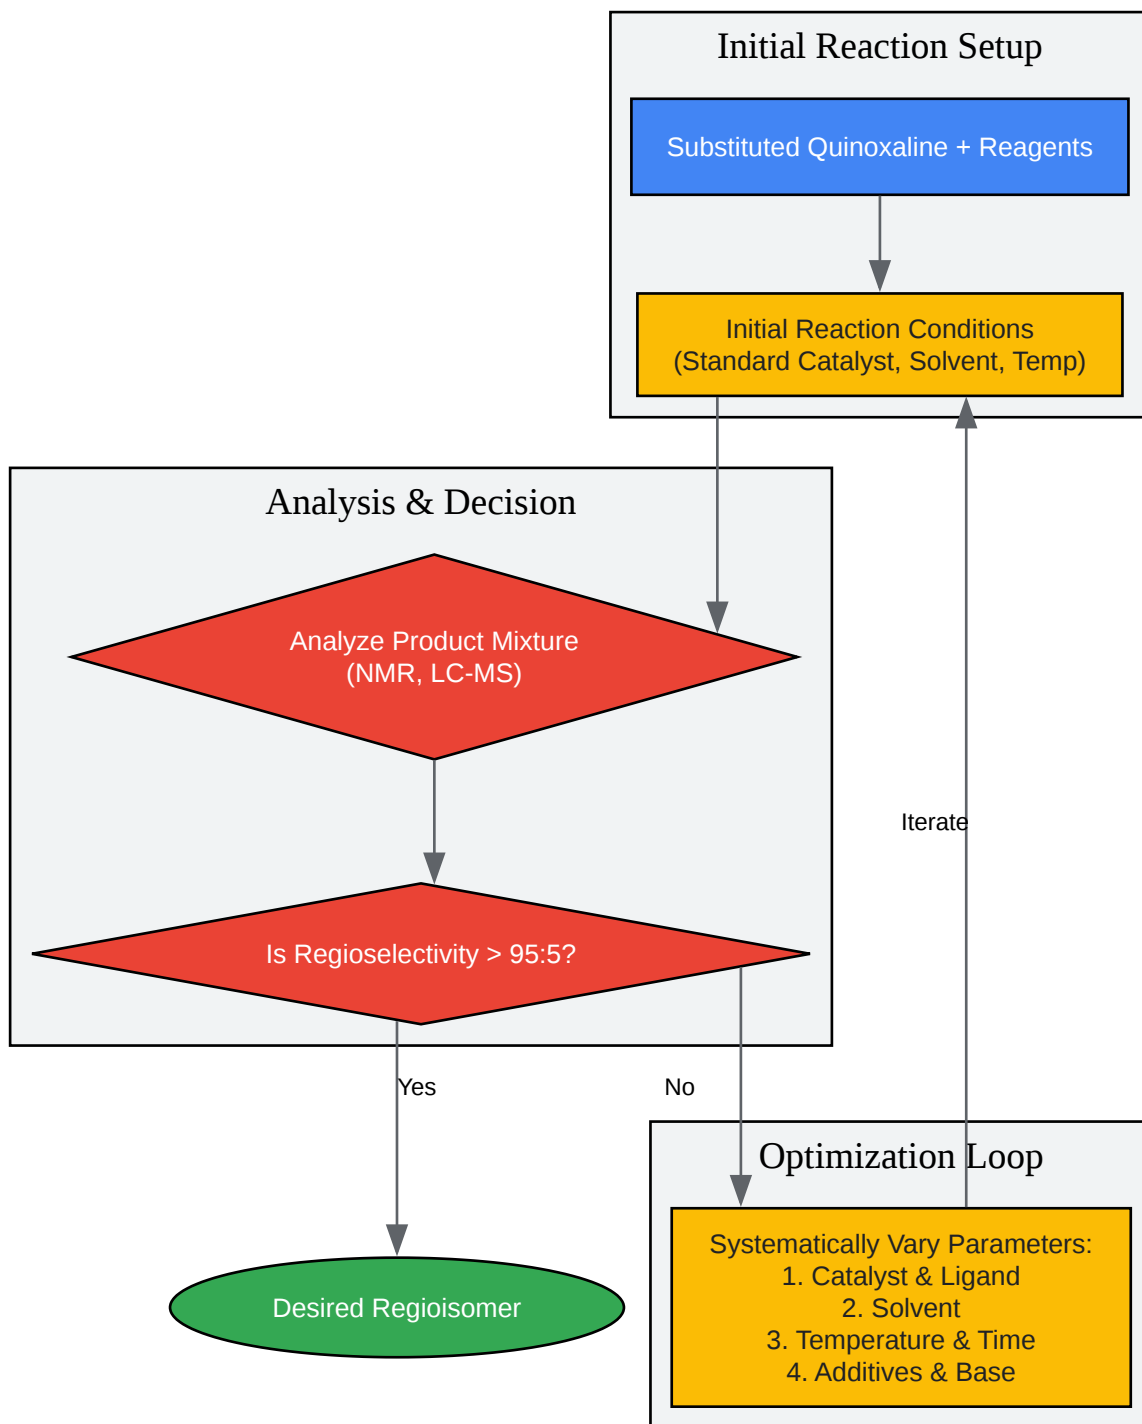 Initial Reaction Setup
Substituted Quinoxaline + Reagents
Initial Reaction Conditions
(Standard Catalyst, Solvent, Temp)
Analysis & Decision
Analyze Product Mixture
(NMR, LC-MS)
Iterate
Is Regioselectivity > 95:5?
Yes
No
Optimization Loop
Systematically Vary Parameters:
1. Catalyst & Ligand
2. Solvent
3. Temperature & Time
4. Additives & Base
Desired Regioisomer